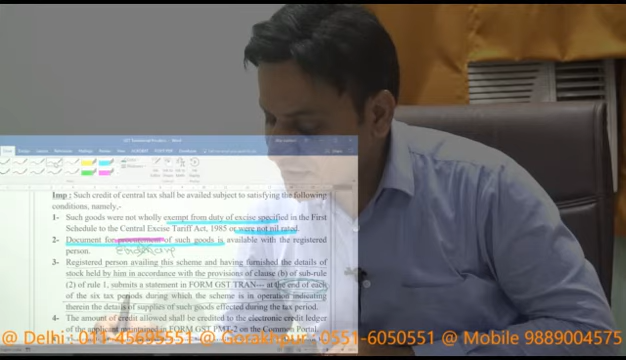 Imp : Such credit of central tax shall be availed subject to satisfying the following
conditions, namely,-
1- Such goods were not wholly exempt from duty of excise specified in the First
Schedule to the Central Excise Tariff Act, 1985 or were not nil rated.
2- Document for procurement of such goods is available with the registered
person.
3- Registered person availing this scheme and having furnished the details of
stock held by him in accordance with the provisions of clause (b) of sub-rule
(2) of rule 1, submits a statement in FORM GST TRAN--- at the end of each
of the six tax periods during which the scheme is in operation indicating
therein the details of supplies of such goods effected during the tax period.
4- The amount of credit allowed shall be credited to the electronic credit ledger
of the applicant maintained in FORM GST PMT-2 on the Common Portal.
@ Delhi : 011-45695551 @ Gorakhpur : 0551-6050551 @ Mobile 9889004575